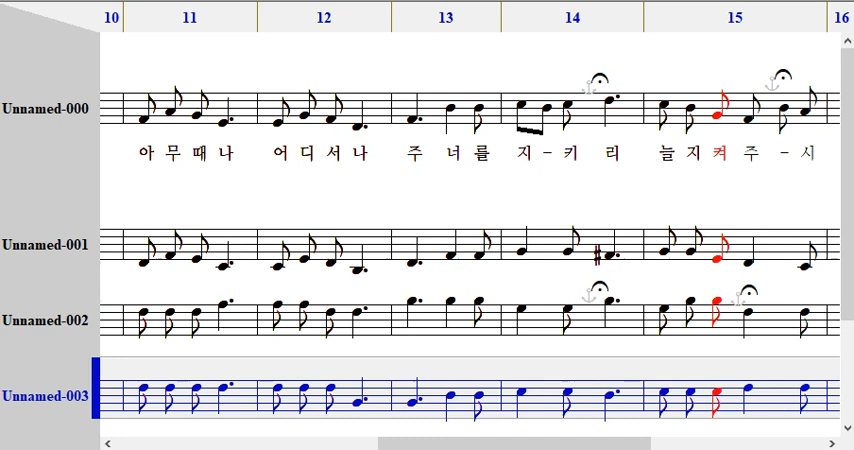 10 11 12 13 14 15 16
Unnamed-000
아 무 때 나 어 디 서 나 주 너 를 지 - 키 리 늘 지 켜 주 - 시
Unnamed-001
Unnamed-002
Unnamed-003